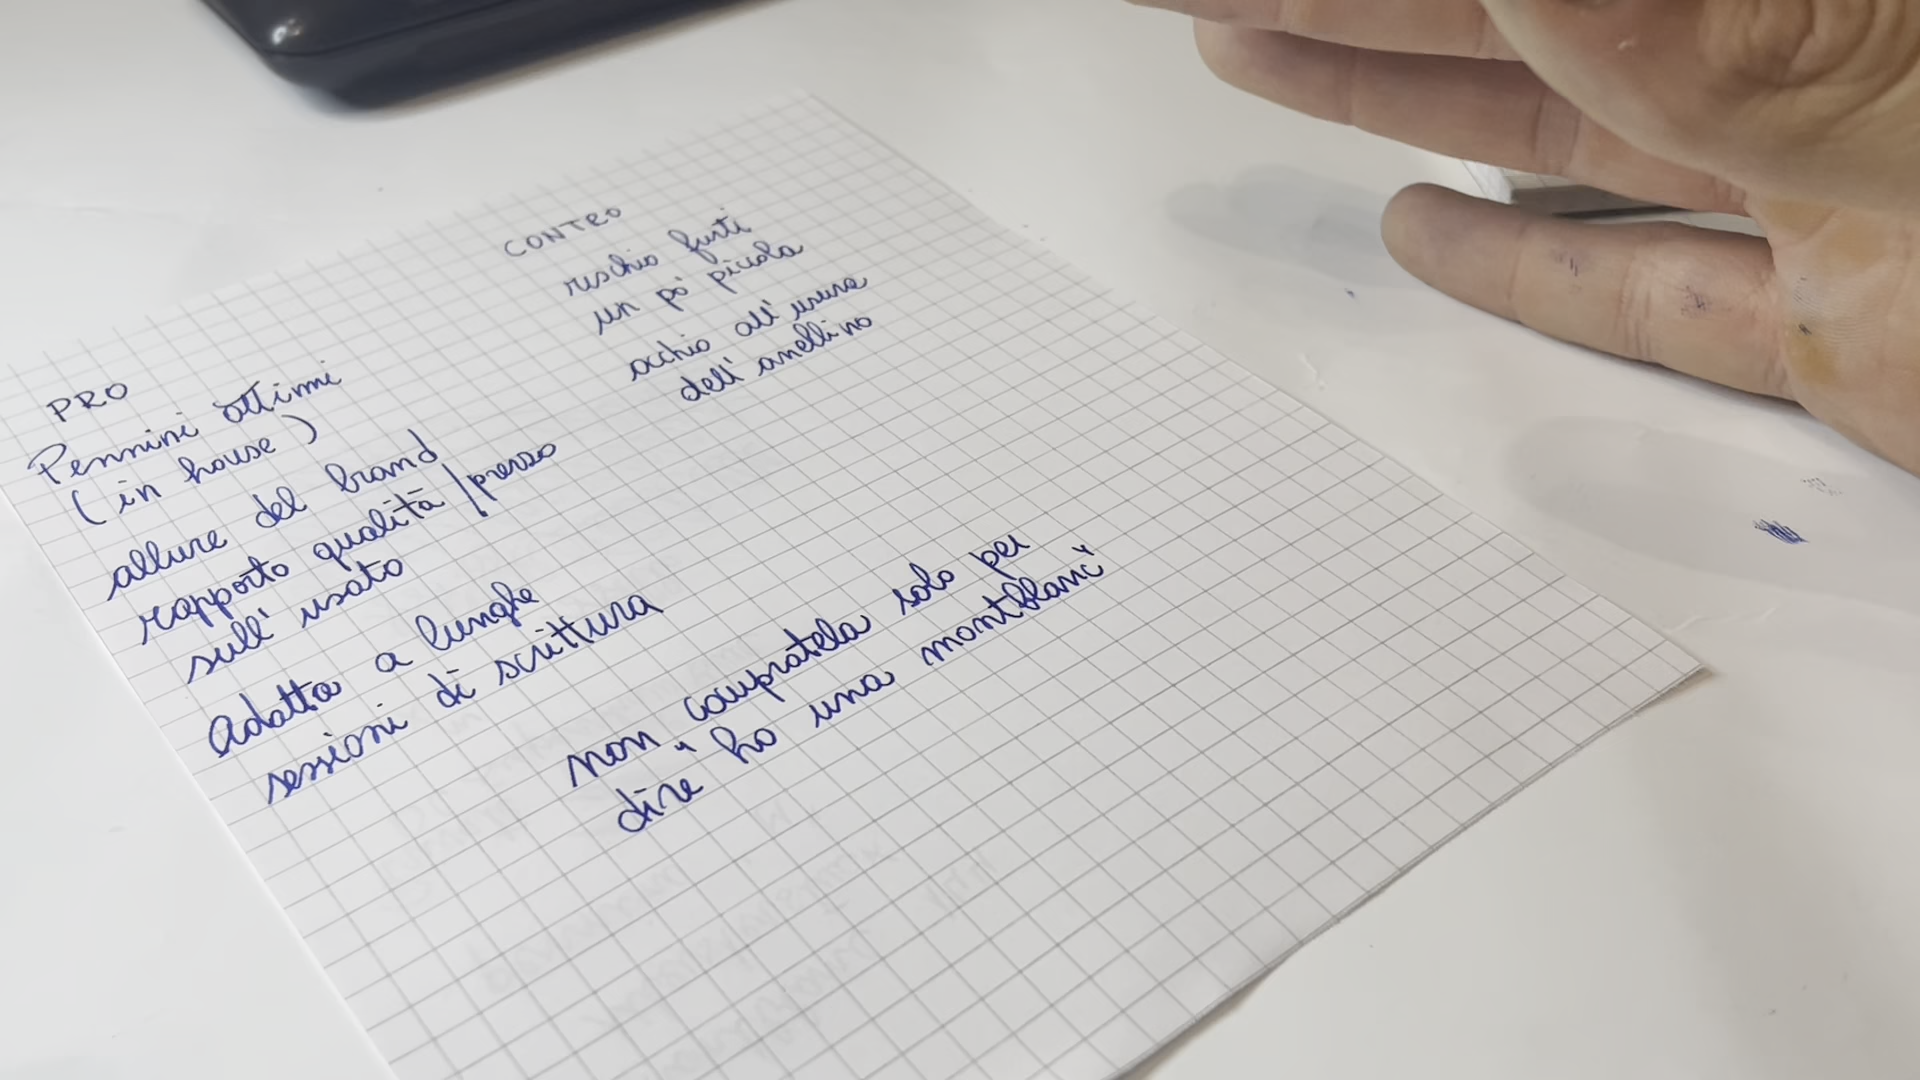 PRO
Pennini ottimi
(in house)
allure del brand
rapporto qualità/prezzo
sull'usato
Adatta a lunghe
sessioni di scrittura
CONTRO
rischio furti
un pò piccola
occhio all'usura
dell'anellino
non compratela solo per
dire "ho una montblanc"